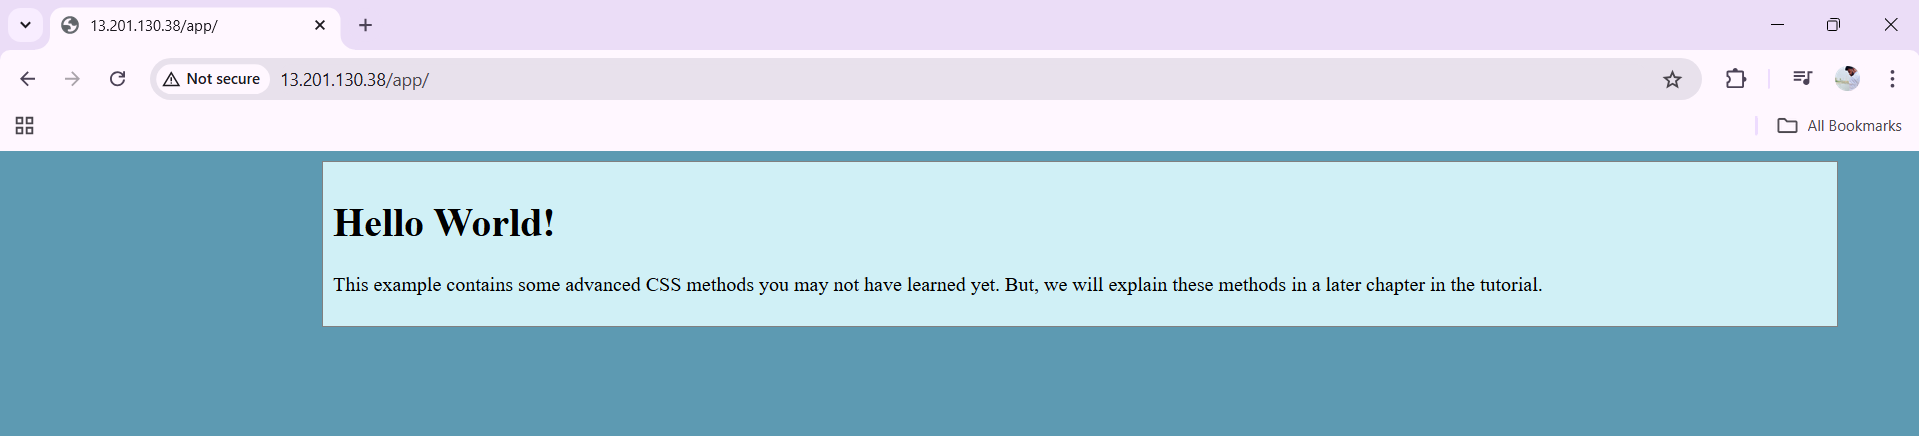 13.201.130.38/app/
Not secure
13.201.130.38/app/
All Bookmarks
Hello World!
This example contains some advanced CSS methods you may not have learned yet. But, we will explain these methods in a later chapter in the tutorial.